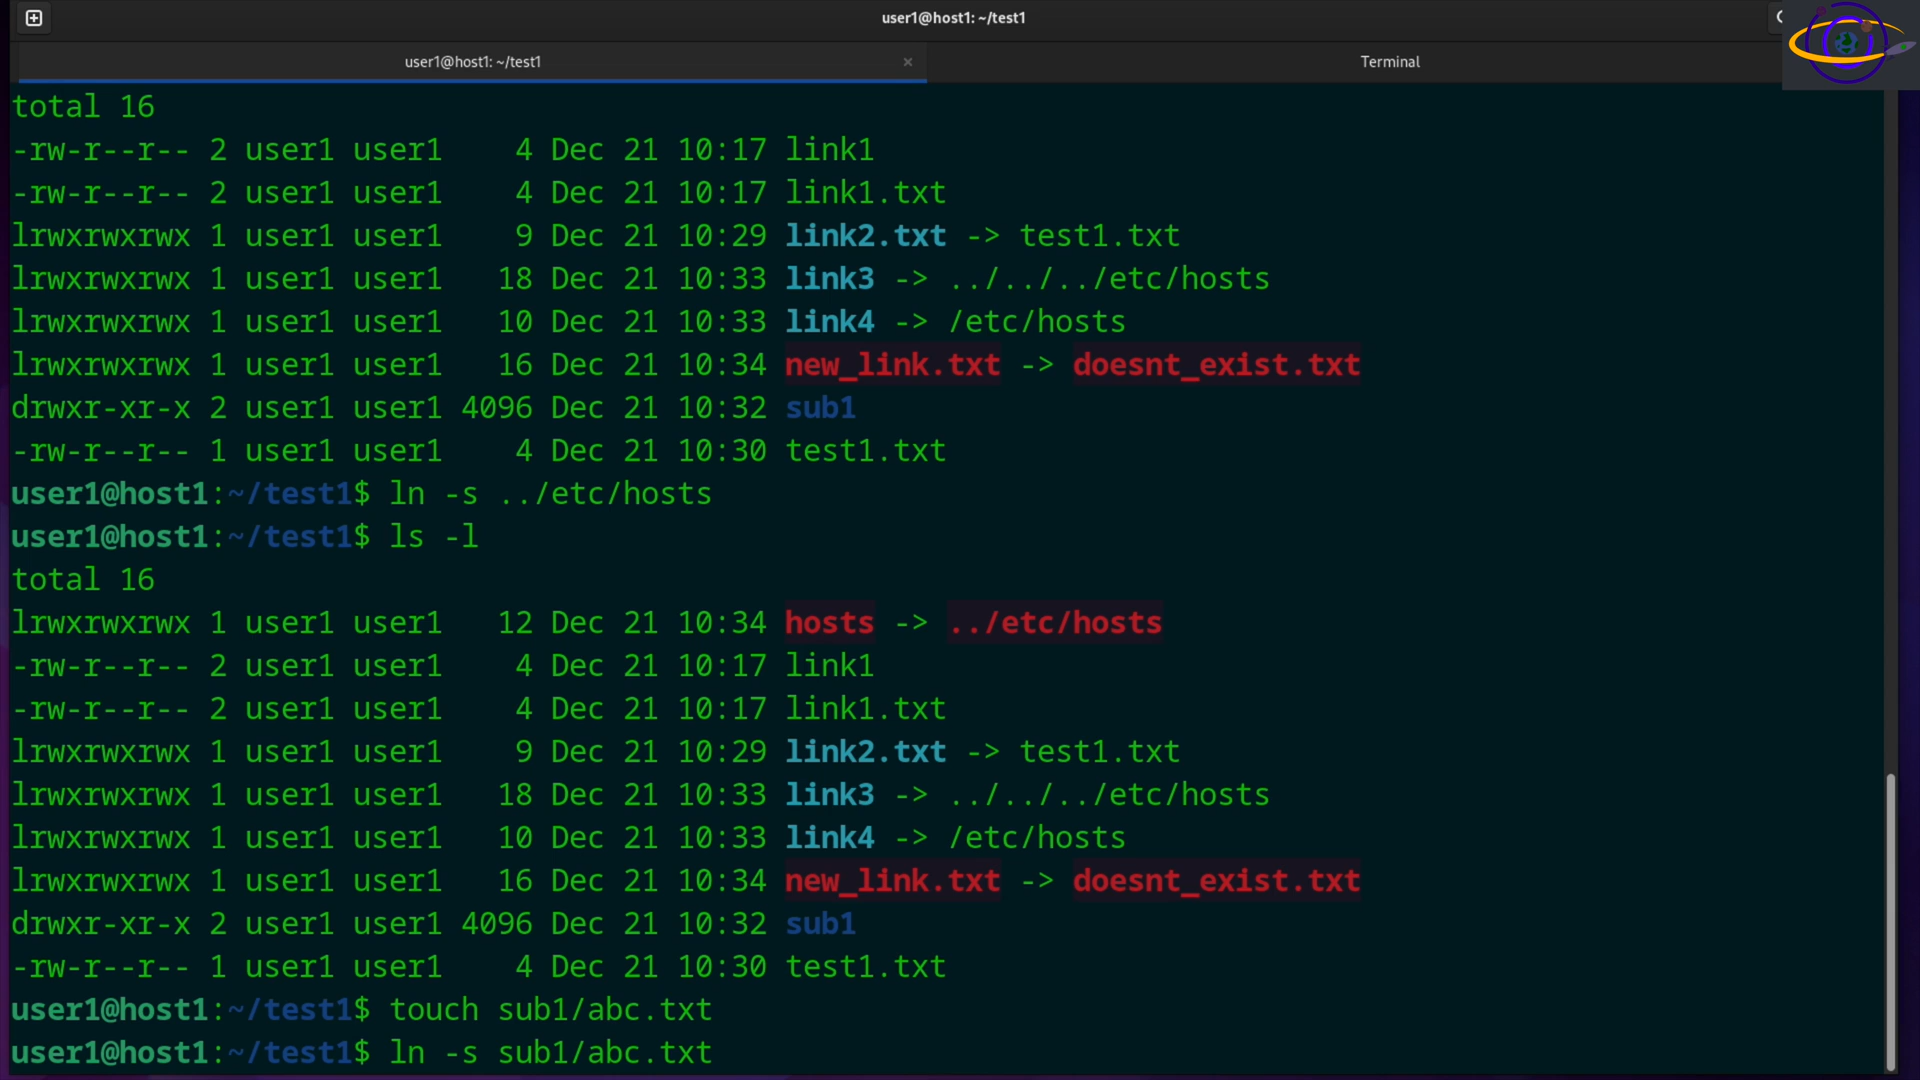 user1@host1: ~/test1
user1@host1: ~/test1 × Terminal
total 16
-rw-r--r-- 2 user1 user1    4 Dec 21 10:17 link1
-rw-r--r-- 2 user1 user1    4 Dec 21 10:17 link1.txt
lrwxrwxrwx 1 user1 user1    9 Dec 21 10:29 link2.txt -> test1.txt
lrwxrwxrwx 1 user1 user1   18 Dec 21 10:33 link3 -> ../../../etc/hosts
lrwxrwxrwx 1 user1 user1   10 Dec 21 10:33 link4 -> /etc/hosts
lrwxrwxrwx 1 user1 user1   16 Dec 21 10:34 new_link.txt -> doesnt_exist.txt
drwxr-xr-x 2 user1 user1 4096 Dec 21 10:32 sub1
-rw-r--r-- 1 user1 user1    4 Dec 21 10:30 test1.txt
user1@host1:~/test1$ ln -s ../etc/hosts
user1@host1:~/test1$ ls -l
total 16
lrwxrwxrwx 1 user1 user1   12 Dec 21 10:34 hosts -> ../etc/hosts
-rw-r--r-- 2 user1 user1    4 Dec 21 10:17 link1
-rw-r--r-- 2 user1 user1    4 Dec 21 10:17 link1.txt
lrwxrwxrwx 1 user1 user1    9 Dec 21 10:29 link2.txt -> test1.txt
lrwxrwxrwx 1 user1 user1   18 Dec 21 10:33 link3 -> ../../../etc/hosts
lrwxrwxrwx 1 user1 user1   10 Dec 21 10:33 link4 -> /etc/hosts
lrwxrwxrwx 1 user1 user1   16 Dec 21 10:34 new_link.txt -> doesnt_exist.txt
drwxr-xr-x 2 user1 user1 4096 Dec 21 10:32 sub1
-rw-r--r-- 1 user1 user1    4 Dec 21 10:30 test1.txt
user1@host1:~/test1$ touch sub1/abc.txt
user1@host1:~/test1$ ln -s sub1/abc.txt